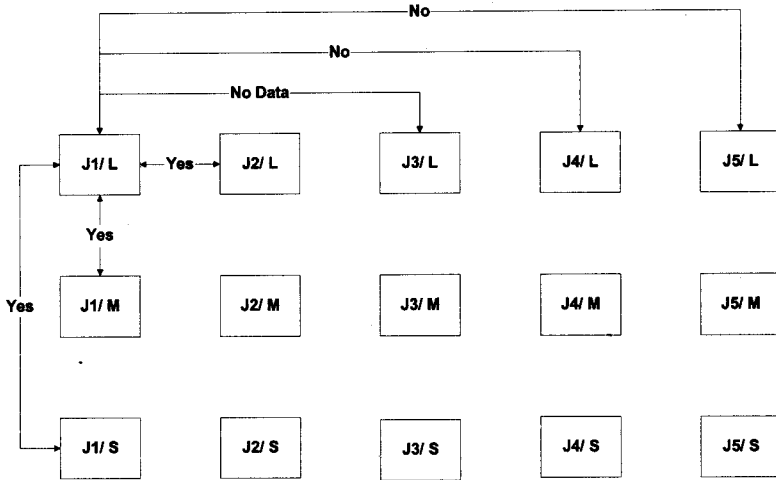 No
No
No Data
J1/ L
Yes
J2/ L
J3/ L
J4/ L
J5/ L
Yes
Yes
J1/ M
J2/ M
J3/ M
J4/ M
J5/ M
J1/ S
J2/ S
J3/ S
J4/ S
J5/ S